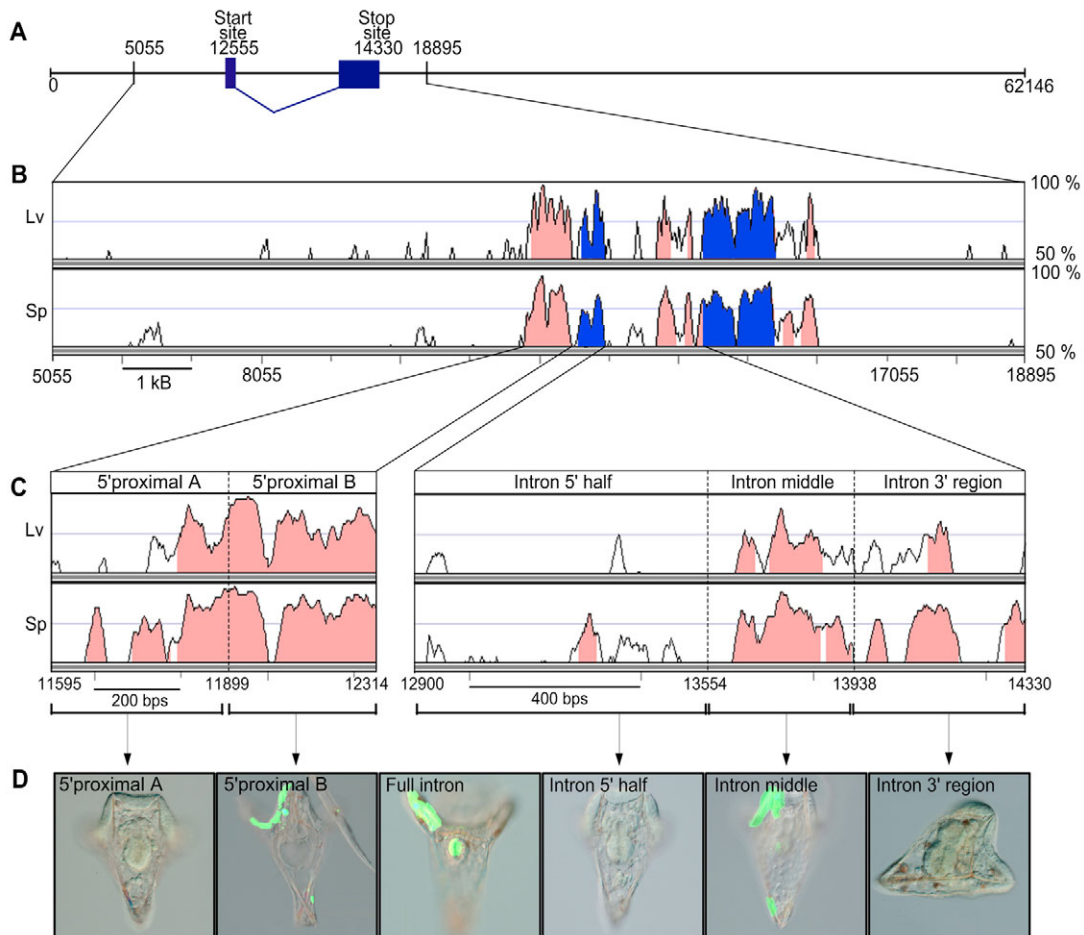 A
Start
site
12555
Stop
site
14330
5055
18895
0
62146
B
Lv
100 %
50 %
Sp
100 %
50 %
5055
8055
17055
18895
1 kB
C
5'proximal A
5'proximal B
Intron 5' half
Intron middle
Intron 3' region
Lv
Sp
11595
11899
12314
12900
13554
13938
14330
200 bps
400 bps
D
5'proximal A
5'proximal B
Full intron
Intron 5' half
Intron middle
Intron 3' region